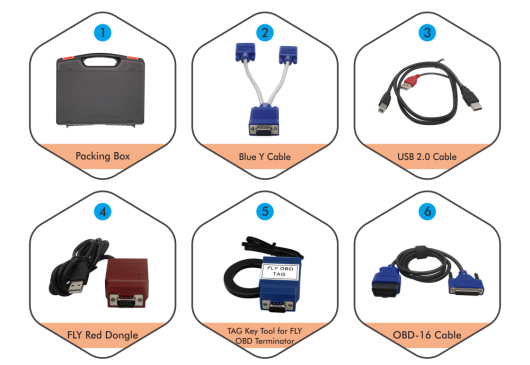 1
2
3
Packing Box
Blue Y Cable
USB 2.0 Cable
4
5
6
FLY OBD
TAG
FLY Red Dongle
TAG Key Tool for FLY
OBD Terminator
OBD-16 Cable